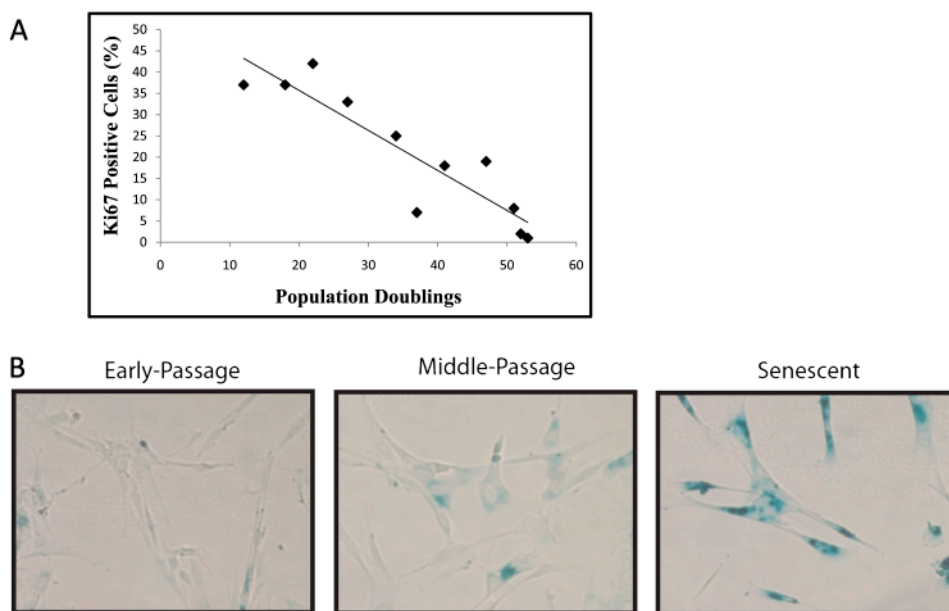 A
Ki67 Positive Cells (%)
50
45
40
35
30
25
20
15
10
5
0
0 10 20 30 40 50 60
Population Doublings
B
Early-Passage Middle-Passage Senescent